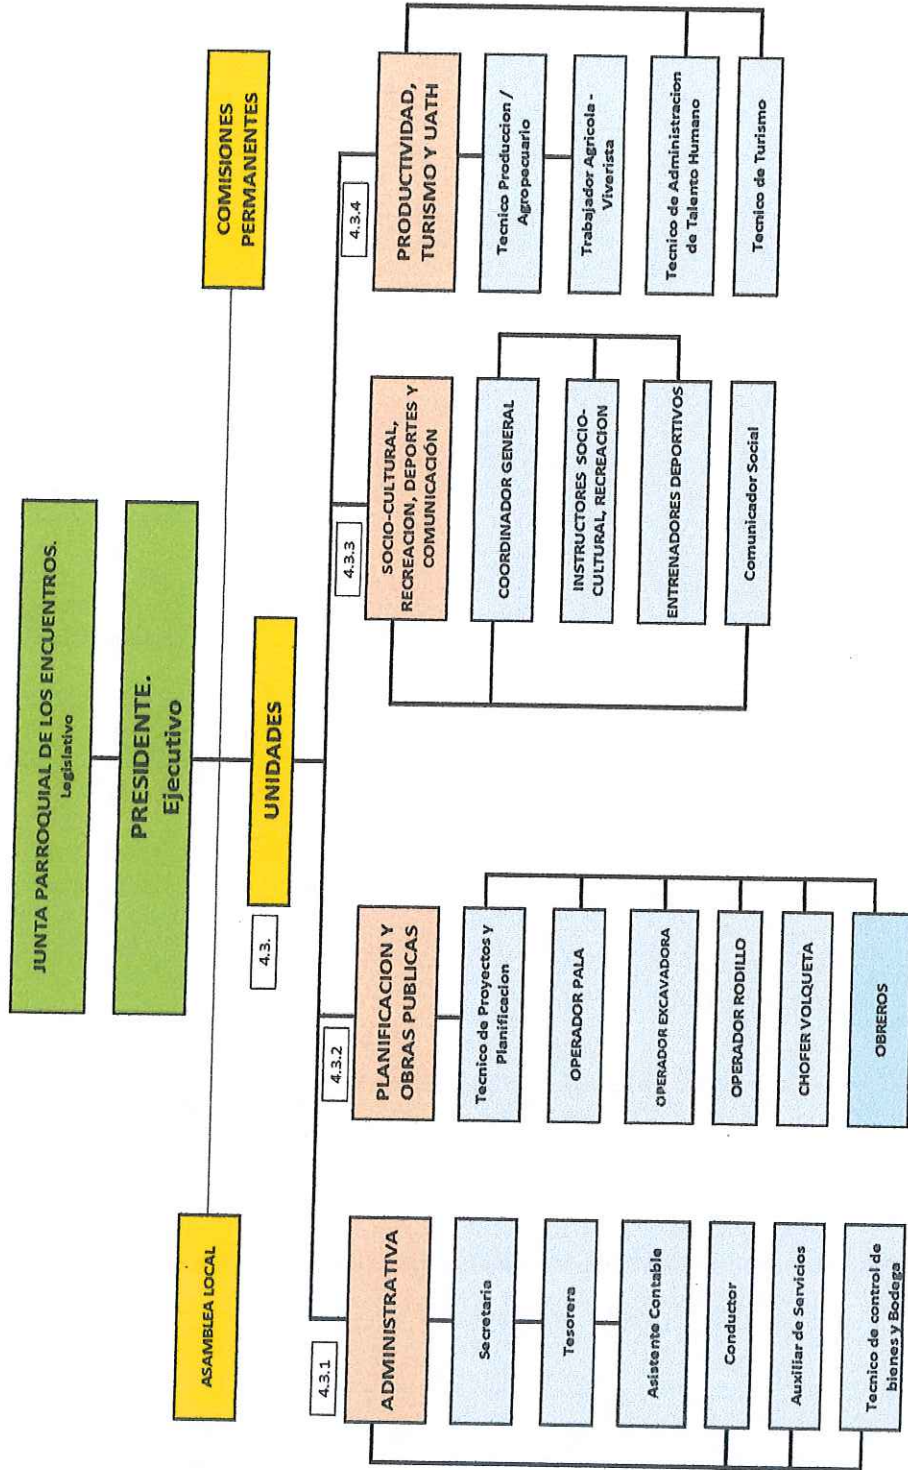 JUNTA PARROQUIAL DE LOS ENCUENTROS.
Legislativo
PRESIDENTE.
Ejecutivo
ASAMBLEA LOCAL
COMISIONES
PERMANENTES
4.3.
UNIDADES
4.3.1
ADMINISTRATIVA
Secretaria
Tesorera
Asistente Contable
Conductor
Auxiliar de Servicios
Tecnico de control de
bienes y Bodega
4.3.2
PLANIFICACION Y
OBRAS PUBLICAS
Tecnico de Proyectos y
Planificacion
OPERADOR PALA
OPERADOR EXCAVADORA
OPERADOR RODILLO
CHOFER VOLQUETA
OBREROS
4.3.3
SOCIO-CULTURAL,
RECREACION, DEPORTES Y
COMUNICACIÓN
COORDINADOR GENERAL
INSTRUCTORES SOCIO-
CULTURAL, RECREACION
ENTRENADORES DEPORTIVOS
Comunicador Social
4.3.4
PRODUCTIVIDAD,
TURISMO Y UATH
Tecnico Produccion /
Agropecuario
Trabajador Agricola -
Viverista
Tecnico de Administracion
de Talento Humano
Tecnico de Turismo